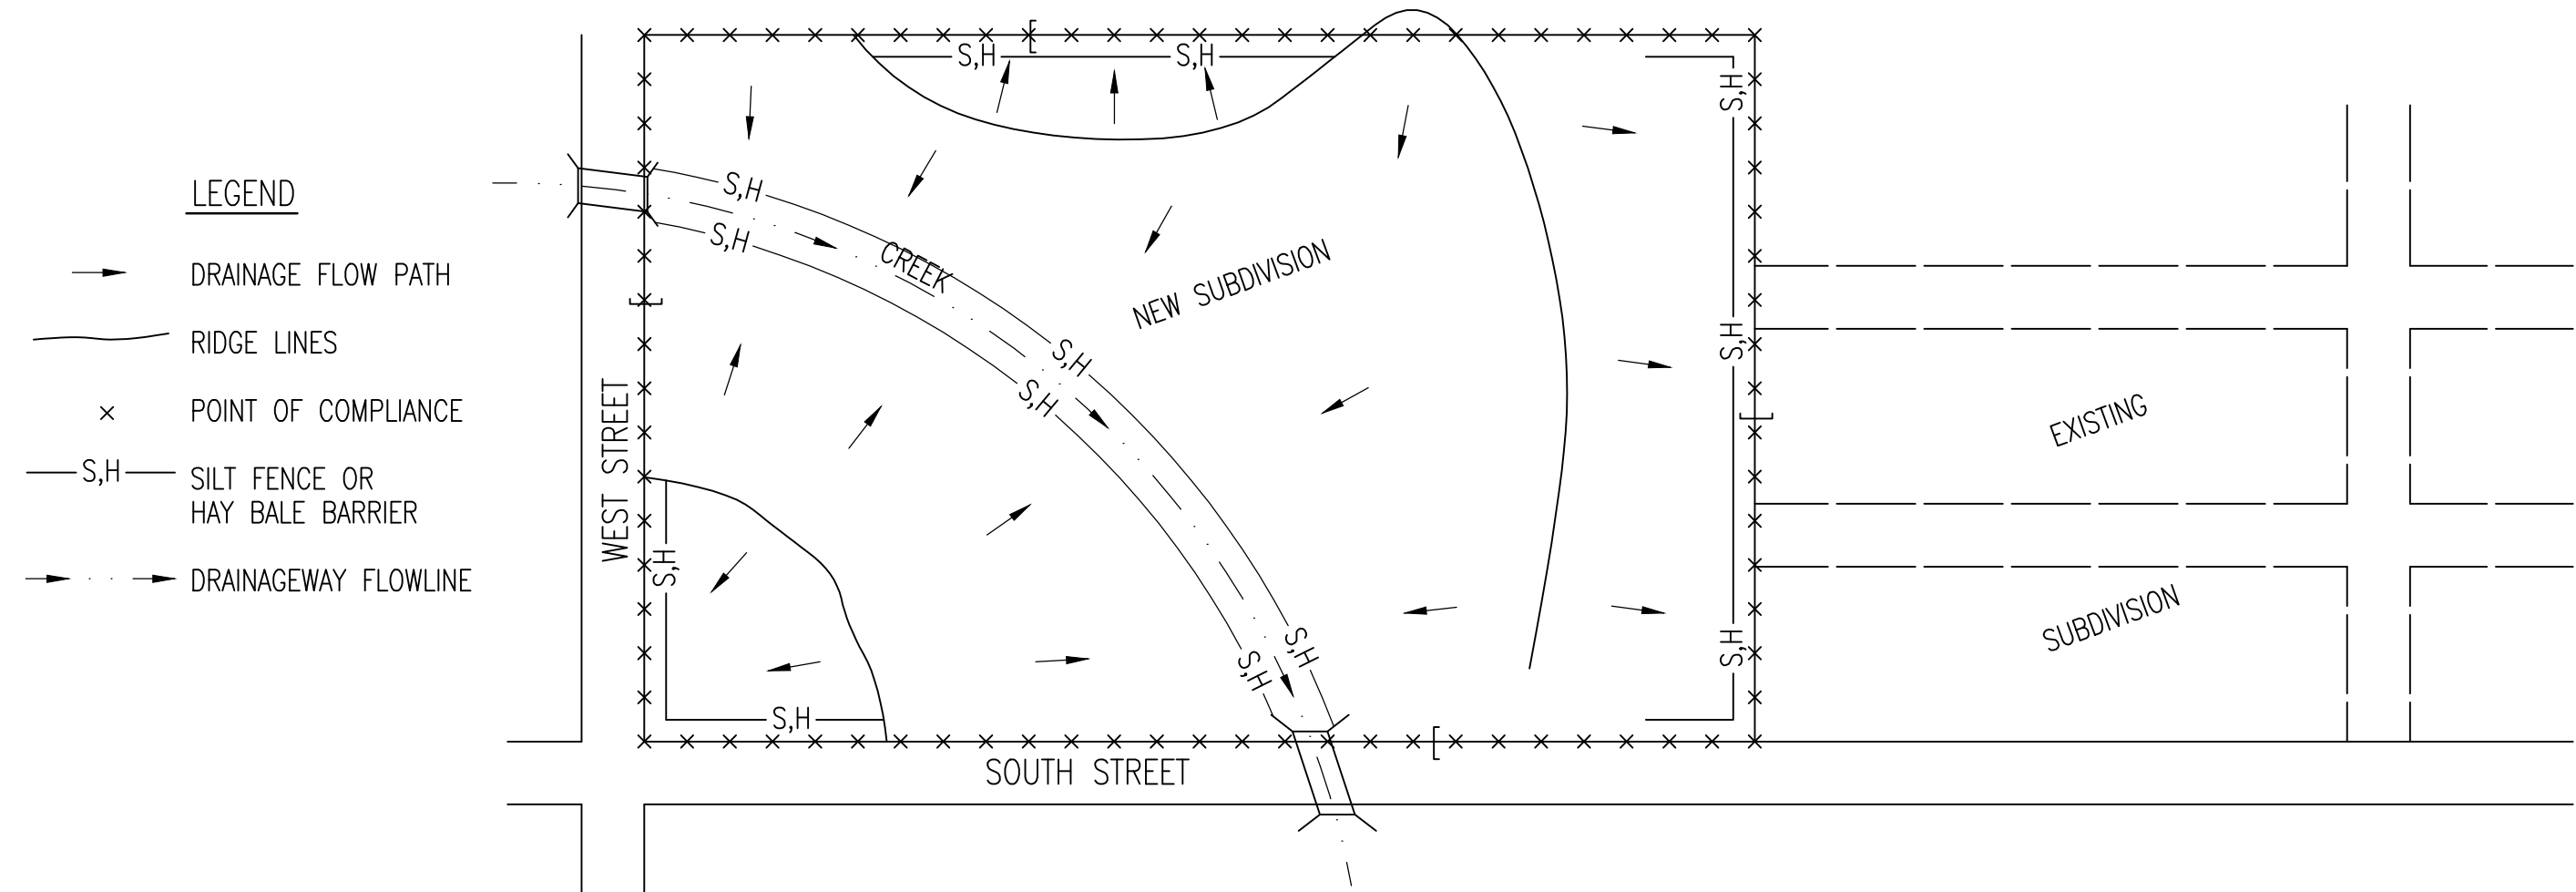 LEGEND
DRAINAGE FLOW PATH
RIDGE LINES
POINT OF COMPLIANCE
S,H
SILT FENCE OR
HAY BALE BARRIER
DRAINAGEWAY FLOWLINE
S,H
S,H
S,H
S,H
S,H
CREEK
NEW SUBDIVISION
S,H
S,H
S,H
WEST STREET
S,H
S,H
S,H
S,H
S,H
SOUTH STREET
EXISTING
SUBDIVISION